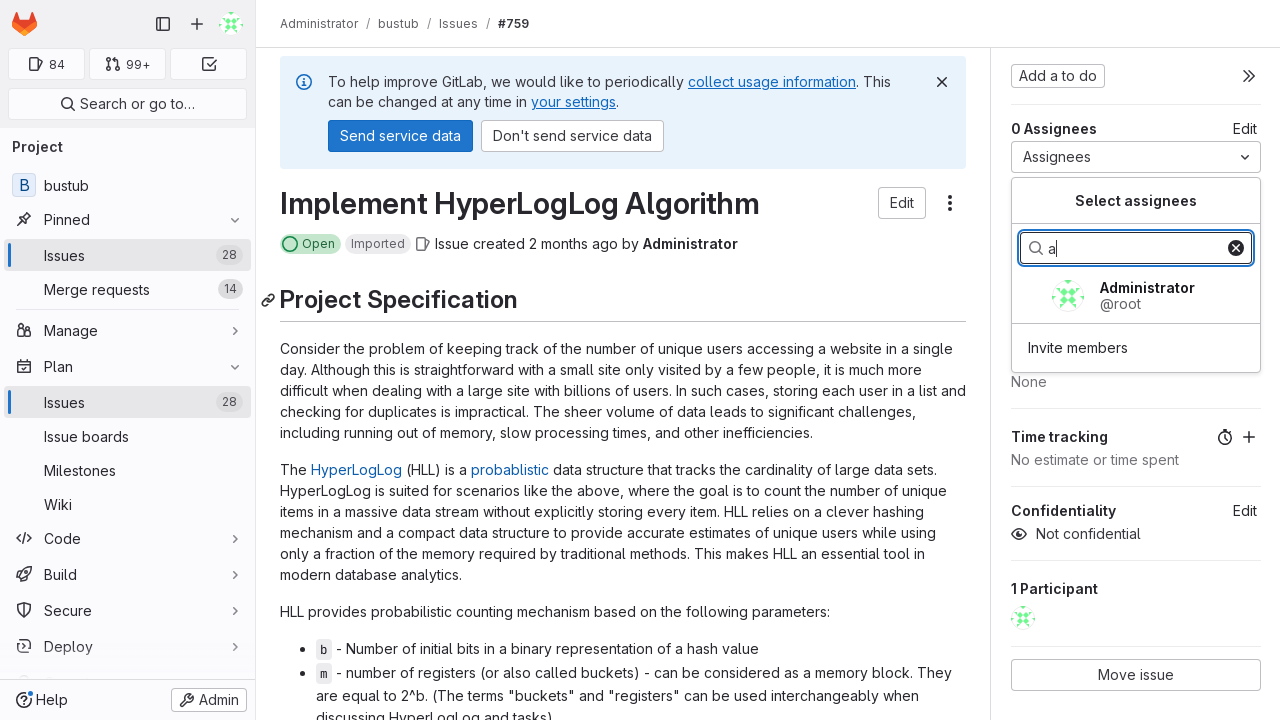 Administrator / bustub / Issues / #759
84
99+
Search or go to…
Project
B bustub
Pinned
Issues 28
Merge requests 14
Manage
Plan
Issues 28
Issue boards
Milestones
Wiki
Code
Build
Secure
Deploy
Help
Admin
To help improve GitLab, we would like to periodically collect usage information. This
can be changed at any time in your settings.
Send service data
Don't send service data
Implement HyperLogLog Algorithm
Edit
Open Imported Issue created 2 months ago by Administrator
Project Specification
Consider the problem of keeping track of the number of unique users accessing a website in a single
day. Although this is straightforward with a small site only visited by a few people, it is much more
difficult when dealing with a large site with billions of users. In such cases, storing each user in a list and
checking for duplicates is impractical. The sheer volume of data leads to significant challenges,
including running out of memory, slow processing times, and other inefficiencies.
The HyperLogLog (HLL) is a probablistic data structure that tracks the cardinality of large data sets.
HyperLogLog is suited for scenarios like the above, where the goal is to count the number of unique
items in a massive data stream without explicitly storing every item. HLL relies on a clever hashing
mechanism and a compact data structure to provide accurate estimates of unique users while using
only a fraction of the memory required by traditional methods. This makes HLL an essential tool in
modern database analytics.
HLL provides probabilistic counting mechanism based on the following parameters:
b - Number of initial bits in a binary representation of a hash value
m - number of registers (or also called buckets) - can be considered as a memory block. They
are equal to 2^b. (The terms "buckets" and "registers" can be used interchangeably when
discussing HyperLogLog and tasks)
Add a to do
0 Assignees Edit
Assignees
Select assignees
a
Administrator
@root
Invite members
None
Time tracking
No estimate or time spent
Confidentiality Edit
Not confidential
1 Participant
Move issue